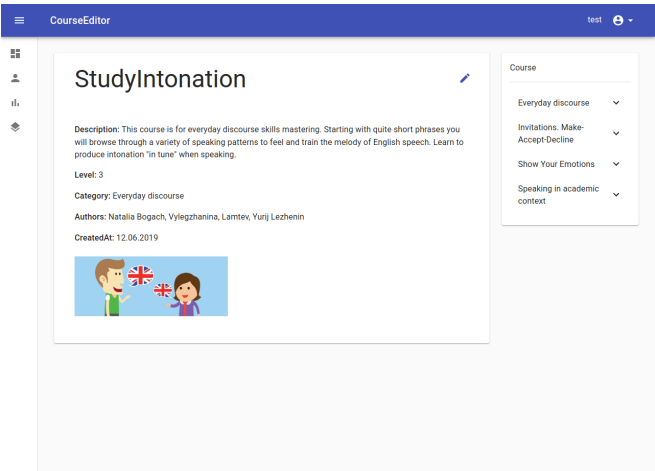 CourseEditor
test
StudyIntonation
Description: This course is for everyday discourse skills mastering. Starting with quite short phrases you
will browse through a variety of speaking patterns to feel and train the melody of English speech. Learn to
produce intonation "in tune" when speaking.
Level: 3
Category: Everyday discourse
Authors: Natalia Bogach, Vylegzhanina, Lamtev, Yurij Lezhenin
CreatedAt: 12.06.2019
Course
Everyday discourse
Invitations. Make-
Accept-Decline
Show Your Emotions
Speaking in academic
context